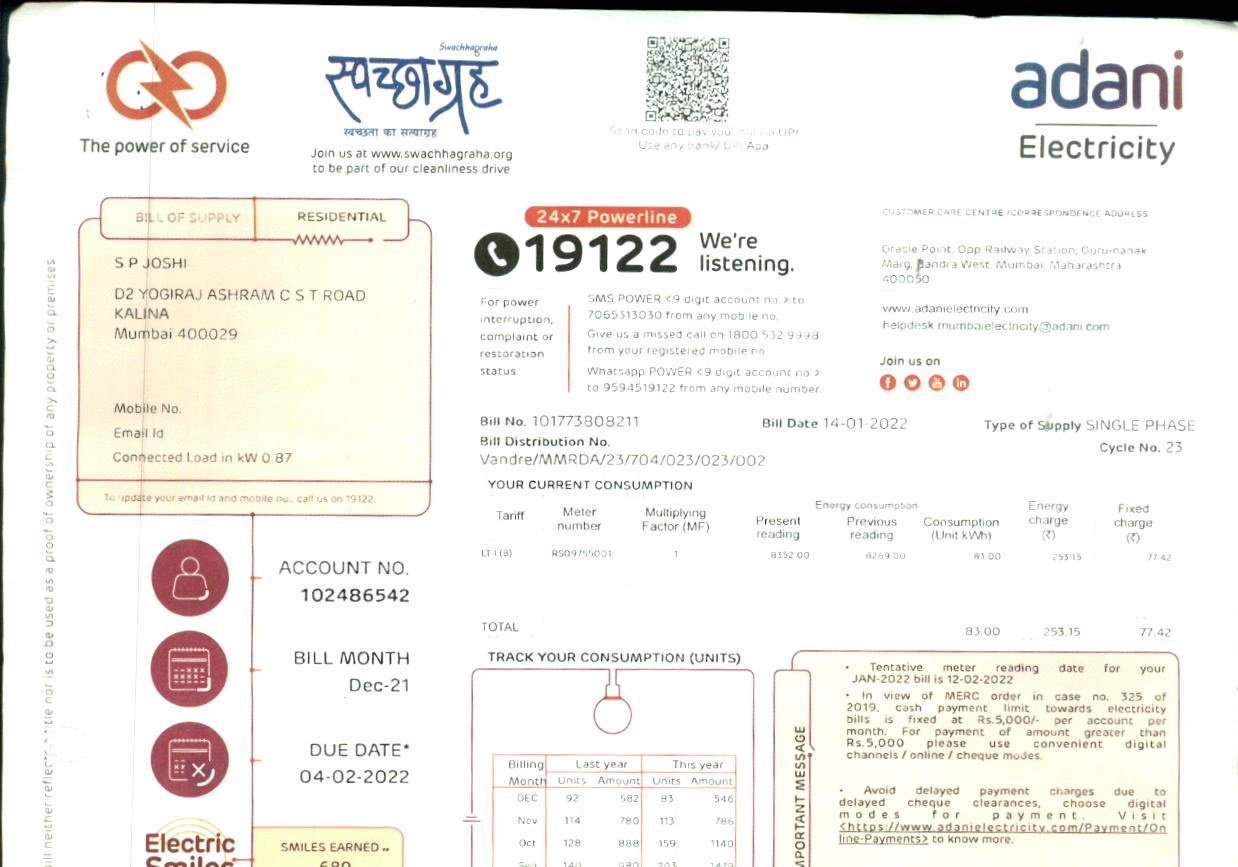 The power of service
Swachhagraha
स्वच्छाग्रह
स्वच्छता का सत्याग्रह
Join us at www.swachhagraha.org
to be part of our cleanliness drive
Scan code to pay your bill via UPI
Use any Bank/ UPI App
adani
Electricity
BILL OF SUPPLY
RESIDENTIAL
S P JOSHI
D2 YOGIRAJ ASHRAM C S T ROAD
KALINA
Mumbai 400029
Mobile No.
Email Id
Connected Load in kW 0.87
To update your email Id and mobile no., call us on 19122.
24x7 Powerline
19122
We're
listening.
For power
interruption,
complaint or
restoration
status
SMS POWER <9 digit account no.> to
7065313030 from any mobile no.
Give us a missed call on 1800 532 9998
from your registered mobile no
Whatsapp POWER <9 digit account no >
to 9594519122 from any mobile number.
CUSTOMER CARE CENTRE /CORRESPONDENCE ADDRESS
Oracle Point, Opp Railway Station, Guru-nanak
Marg, Bandra West, Mumbai, Maharashtra
400050
www.adanielectricity.com
helpdesk mumbaielectricity@adani.com
Join us on
Bill No. 101773808211
Bill Date 14-01-2022
Type of Supply SINGLE PHASE
Bill Distribution No.
Cycle No. 23
Vandre/MMRDA/23/704/023/023/002
YOUR CURRENT CONSUMPTION
Tariff
Meter number
Multiplying Factor (MF)
Energy consumption
Present reading
Previous reading
Consumption (Unit kWh)
Energy charge (₹)
Fixed charge (₹)
LT I (B) RS09755001 1 8352.00 8269.00 83.00 253.15 77.42
TOTAL 83.00 253.15 77.42
ACCOUNT NO.
102486542
BILL MONTH
Dec-21
DUE DATE*
04-02-2022
Electric
Smiles
SMILES EARNED
680
TRACK YOUR CONSUMPTION (UNITS)
Billing Month Last year This year
Units Amount Units Amount
DEC 92 582 83 546
Nov 114 780 113 786
Oct 128 888 159 1140
Sep 140 980 203 1479
IMPORTANT MESSAGE
• Tentative meter reading date for your
JAN-2022 bill is 12-02-2022
• In view of MERC order in case no. 325 of
2019, cash payment limit towards electricity
bills is fixed at Rs.5,000/- per account per
month. For payment of amount greater than
Rs.5,000 please use convenient digital
channels / online / cheque modes.
• Avoid delayed payment charges due to
delayed cheque clearances, choose digital
modes for payment. Visit
<https://www.adanielectricity.com/Payment/On
line-Payments> to know more.
bill neither reflects title nor is to be used as a proof of ownership of any property or premises